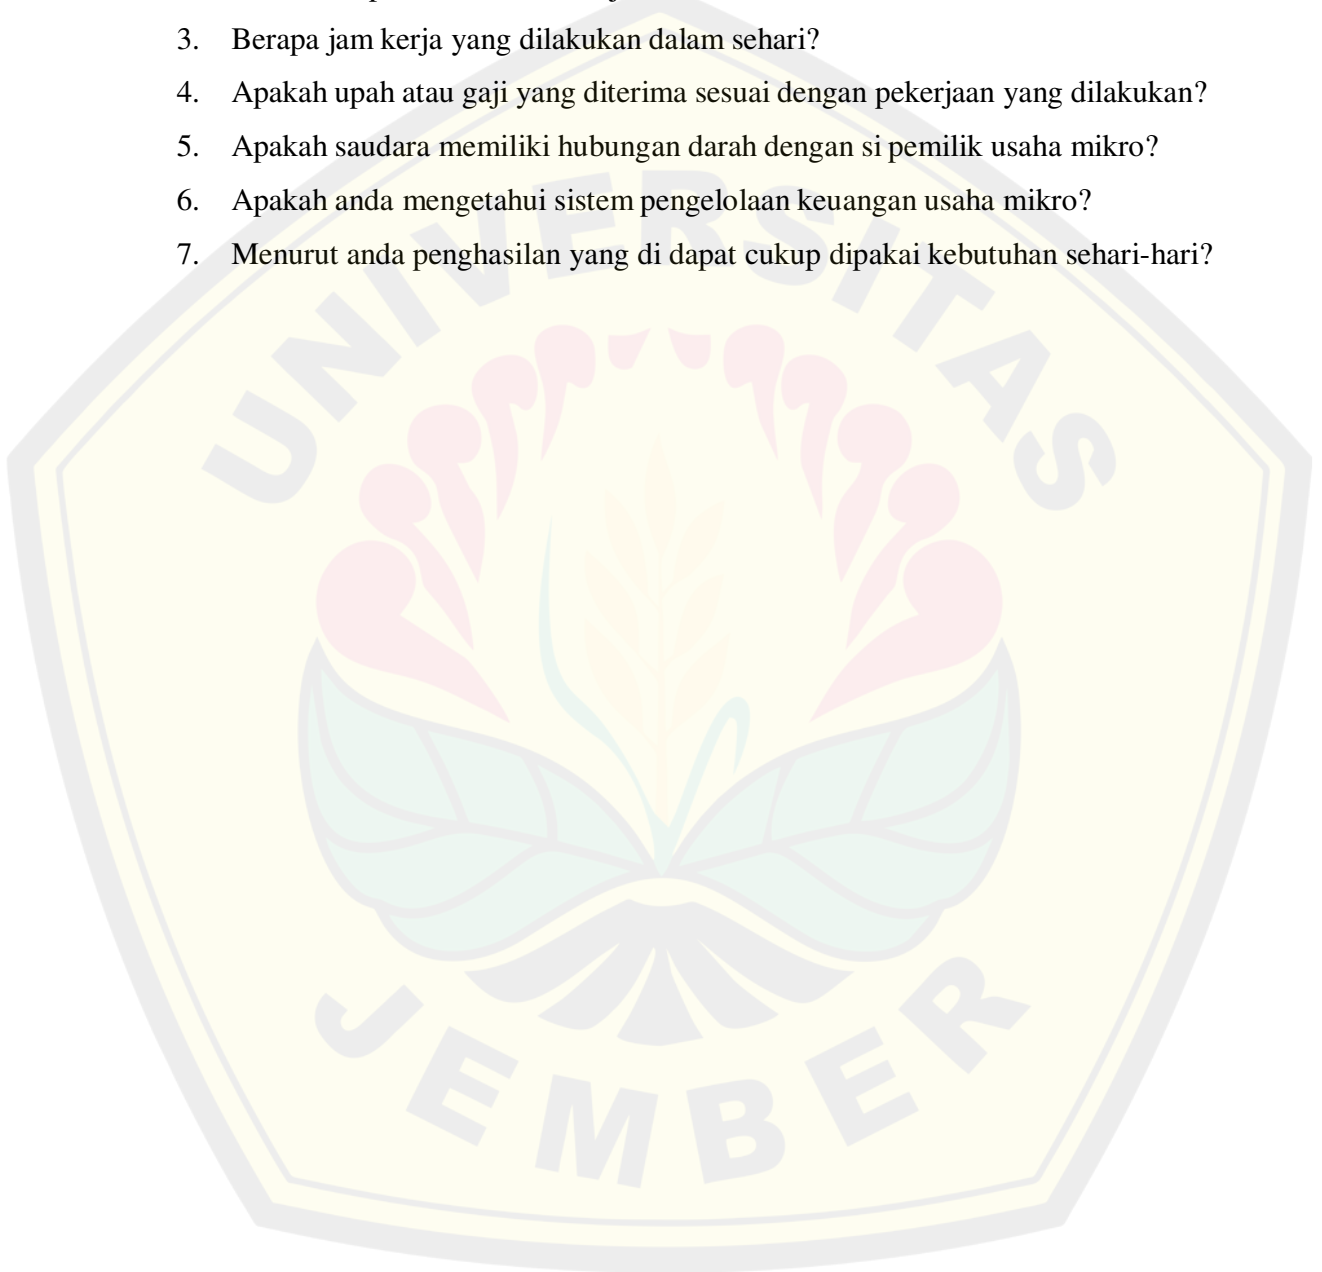 3. Berapa jam kerja yang dilakukan dalam sehari?
4. Apakah upah atau gaji yang diterima sesuai dengan pekerjaan yang dilakukan?
5. Apakah saudara memiliki hubungan darah dengan si pemilik usaha mikro?
6. Apakah anda mengetahui sistem pengelolaan keuangan usaha mikro?
7. Menurut anda penghasilan yang di dapat cukup dipakai kebutuhan sehari-hari?
UNIVERSITAS
JEMBER